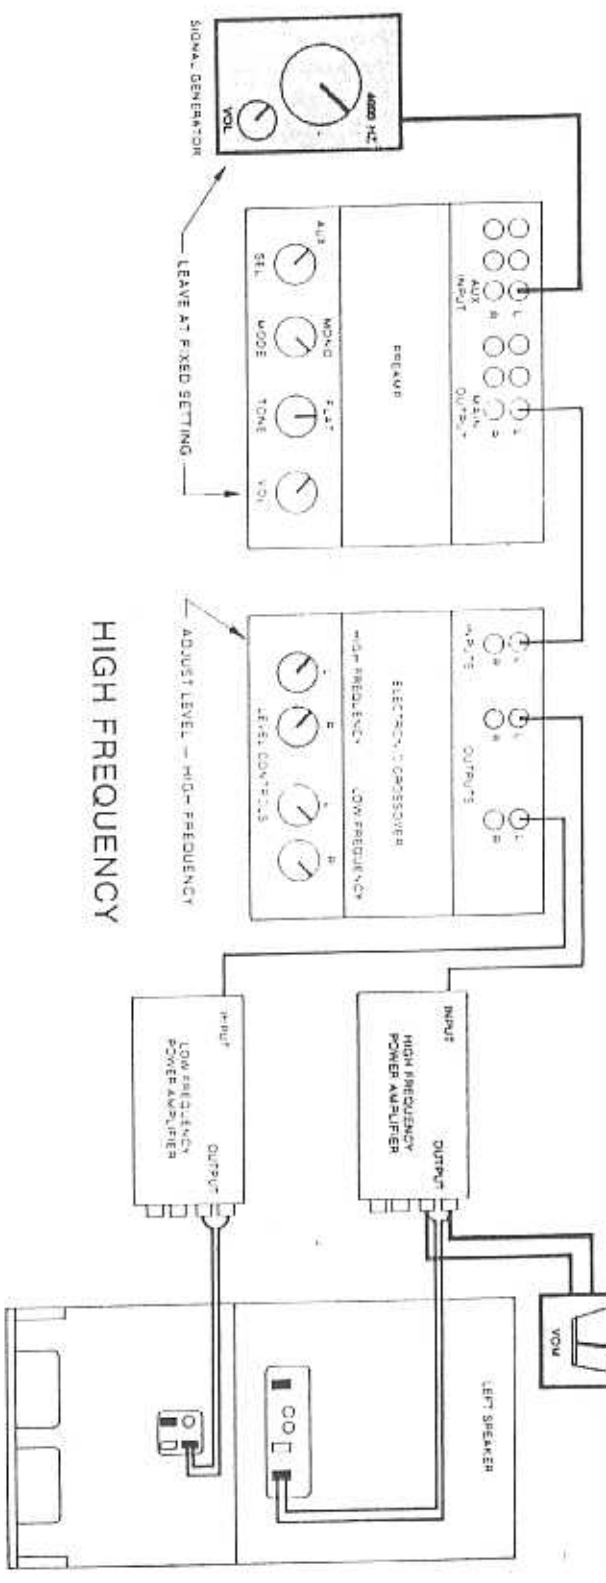 SIGNAL GENERATOR
4000 HZ.
VOL
LEAVE AT FIXED SETTING
AUX
SEL
MONO
MODE
FLAT
TONE
VOL
PREAMP
AUX
INPUT
L
R
MAIN
OUTPUT
L
R
HIGH FREQUENCY
ADJUST LEVEL — HIGH FREQUENCY
LEVEL CONTROLS
L
R
L
R
HIGH FREQUENCY
LOW FREQUENCY
ELECTRONIC CROSSOVER
INPUTS
L
R
OUTPUTS
L
R
L
R
INPUT
LOW FREQUENCY
POWER AMPLIFIER
OUTPUT
INPUT
HIGH FREQUENCY
POWER AMPLIFIER
OUTPUT
VOM
LEFT SPEAKER